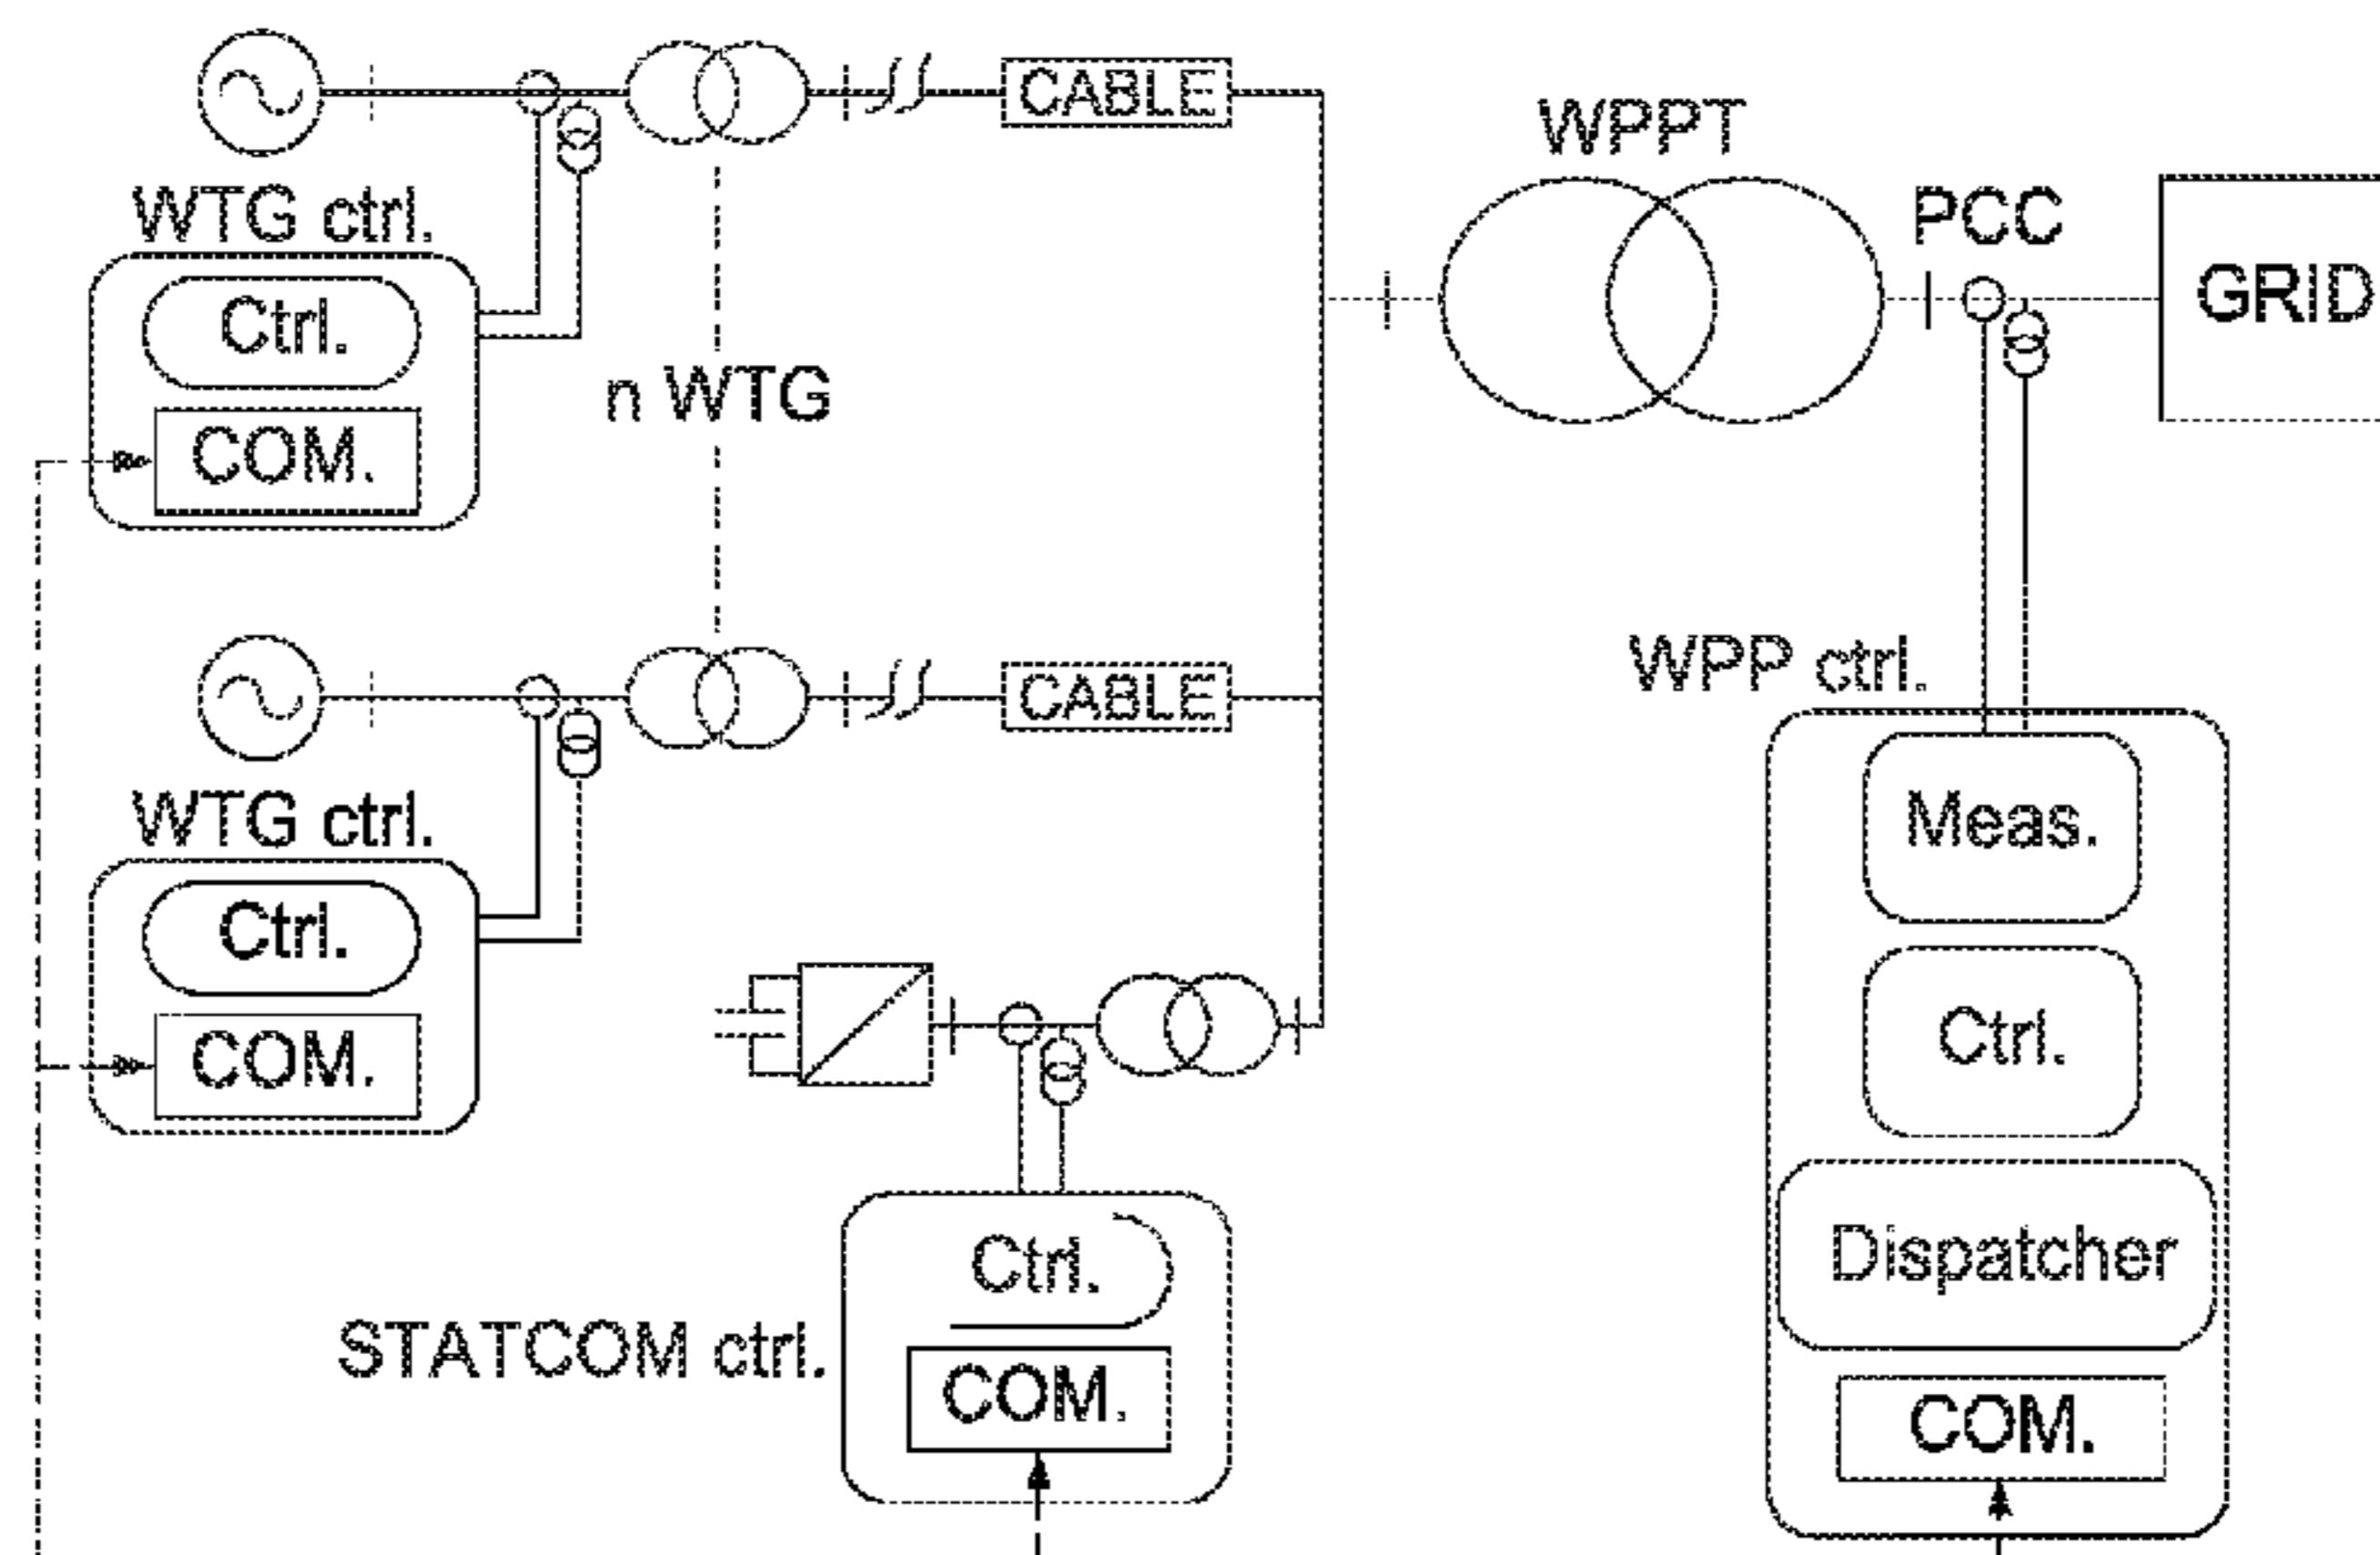 CABLE
WPPT
WTG ctrl.
PCC
Ctrl.
GRID
n WTG
COM.
CABLE
WPP ctrl.
WTG ctrl.
Meas.
Ctrl.
COM.
Ctrl.
Ctrl.
Dispatcher
STATCOM ctrl.
COM.
COM.